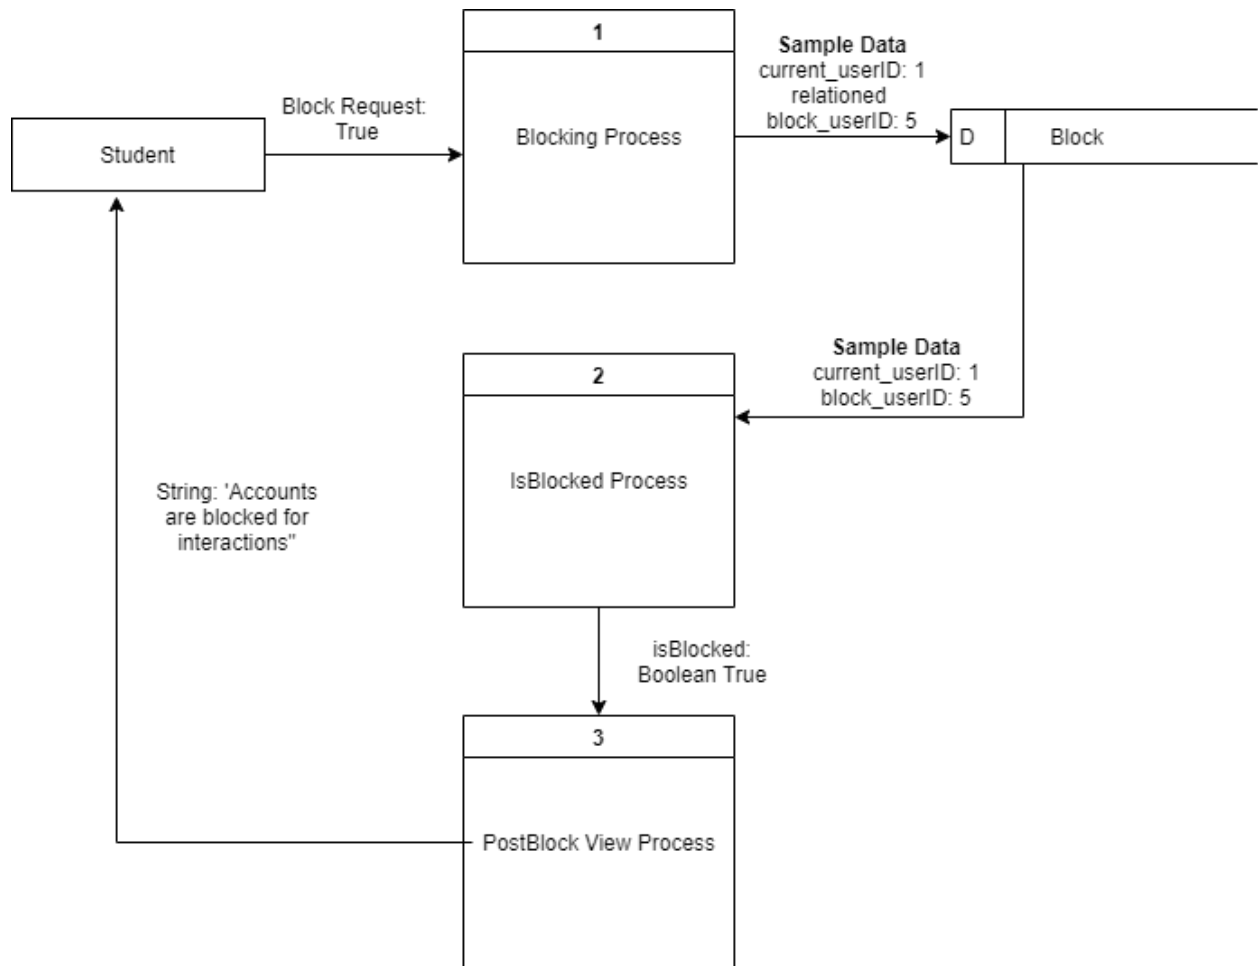 1
Sample Data
current_userID: 1
relationed
block_userID: 5
Block Request:
True
Student
Blocking Process
D
Block
Sample Data
current_userID: 1
block_userID: 5
2
IsBlocked Process
String: 'Accounts
are blocked for
interactions"
isBlocked:
Boolean True
3
PostBlock View Process